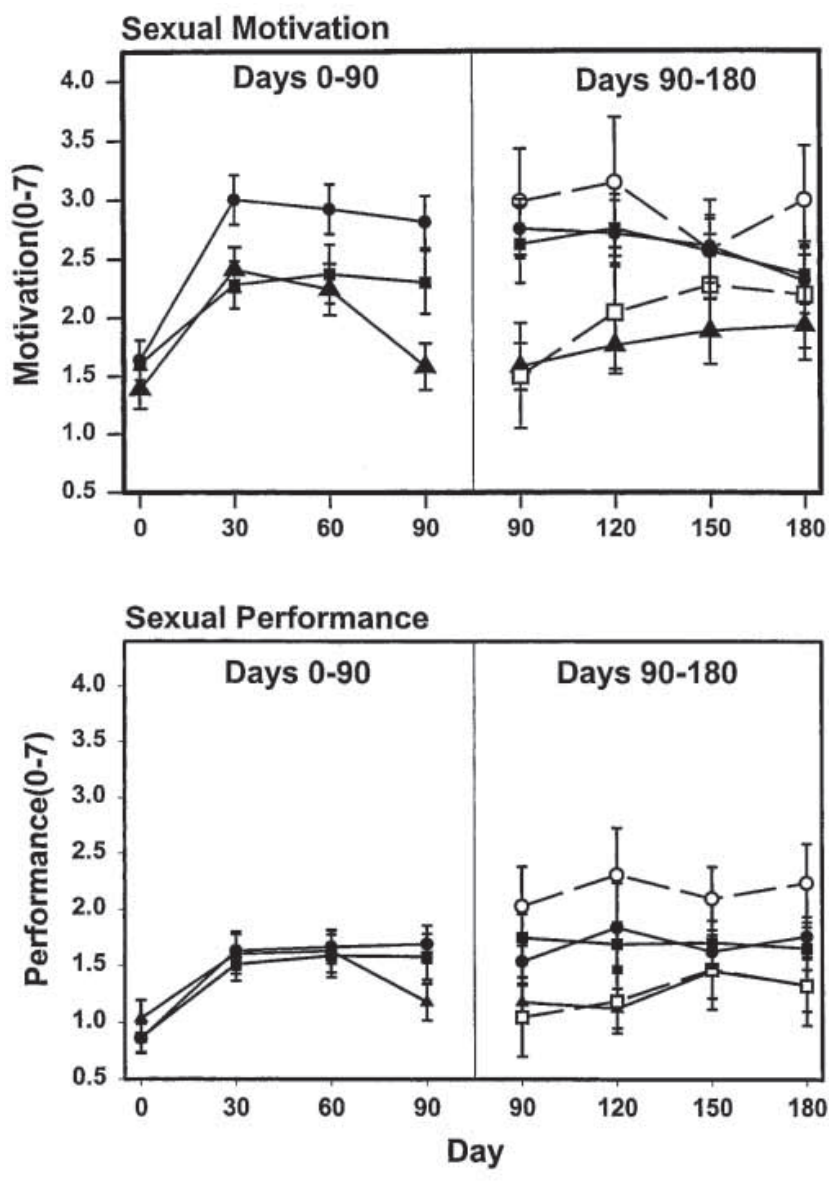 Sexual Motivation
Days 0-90
Days 90-180
Motivation(0-7)
4.0
3.5
3.0
2.5
2.0
1.5
1.0
0.5
0 30 60 90 90 120 150 180
Sexual Performance
Days 0-90
Days 90-180
Performance(0-7)
4.0
3.5
3.0
2.5
2.0
1.5
1.0
0.5
0 30 60 90 90 120 150 180
Day